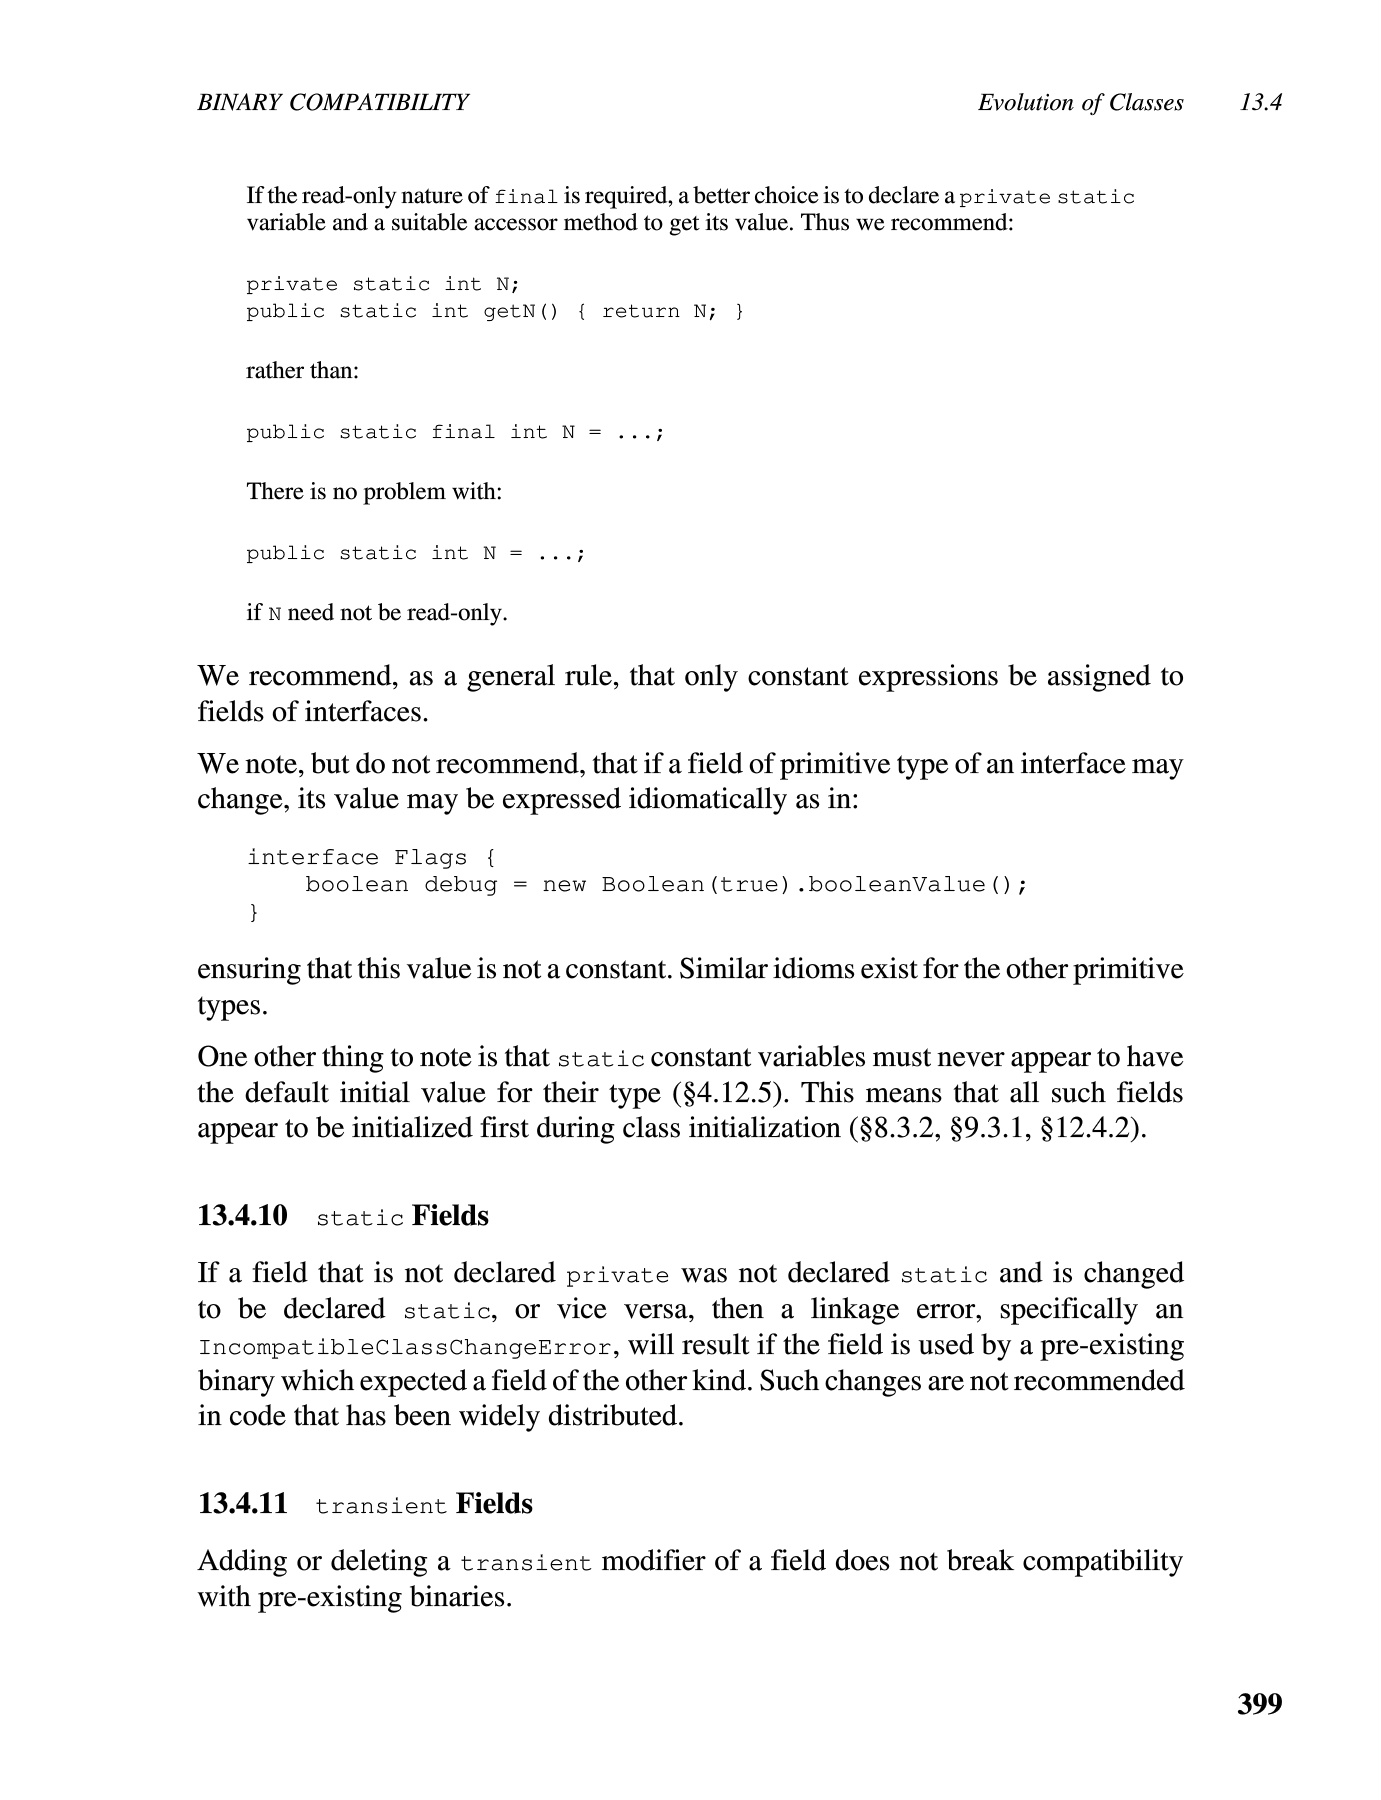 BINARY COMPATIBILITY Evolution of Classes 13.4
If the read-only nature of final is required, a better choice is to declare a private static
variable and a suitable accessor method to get its value. Thus we recommend:
private static int N;
public static int getN() { return N; }
rather than:
public static final int N = ...;
There is no problem with:
public static int N = ...;
if N need not be read-only.
We recommend, as a general rule, that only constant expressions be assigned to
fields of interfaces.
We note, but do not recommend, that if a field of primitive type of an interface may
change, its value may be expressed idiomatically as in:
interface Flags {
    boolean debug = new Boolean(true).booleanValue();
}
ensuring that this value is not a constant. Similar idioms exist for the other primitive
types.
One other thing to note is that static constant variables must never appear to have
the default initial value for their type (§4.12.5). This means that all such fields
appear to be initialized first during class initialization (§8.3.2, §9.3.1, §12.4.2).
13.4.10 static Fields
If a field that is not declared private was not declared static and is changed
to be declared static, or vice versa, then a linkage error, specifically an
IncompatibleClassChangeError, will result if the field is used by a pre-existing
binary which expected a field of the other kind. Such changes are not recommended
in code that has been widely distributed.
13.4.11 transient Fields
Adding or deleting a transient modifier of a field does not break compatibility
with pre-existing binaries.
399